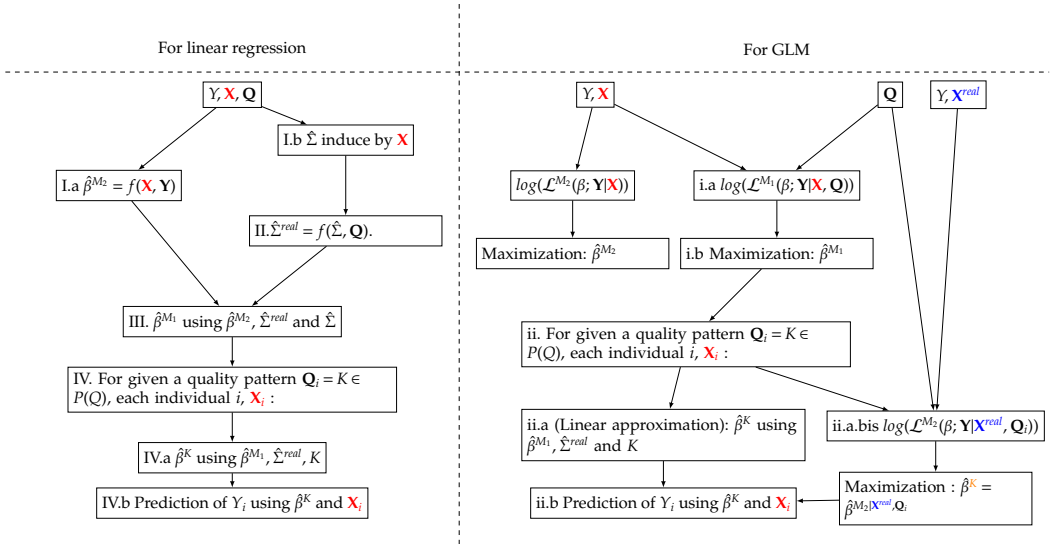 For linear regression
Y, X, Q
I.b Σ̂ induce by X
I.a β̂^{M_2} = f(X, Y)
II.Σ̂^{real} = f(Σ̂, Q).
III. β̂^{M_1} using β̂^{M_2}, Σ̂^{real} and Σ̂
IV. For given a quality pattern Q_i = K ∈
P(Q), each individual i, X_i :
IV.a β̂^K using β̂^{M_1}, Σ̂^{real}, K
IV.b Prediction of Y_i using β̂^K and X_i
For GLM
Y, X
Q
Y, X^{real}
log(ℒ^{M_2}(β; Y|X))
i.a log(ℒ^{M_1}(β; Y|X, Q))
Maximization: β̂^{M_2}
i.b Maximization: β̂^{M_1}
ii. For given a quality pattern Q_i = K ∈
P(Q), each individual i, X_i :
ii.a (Linear approximation): β̂^K using
β̂^{M_1}, Σ̂^{real} and K
ii.a.bis log(ℒ^{M_2}(β; Y|X^{real}, Q_i))
ii.b Prediction of Y_i using β̂^K and X_i
Maximization : β̂^K =
β̂^{M_2|X^{real},Q_i}